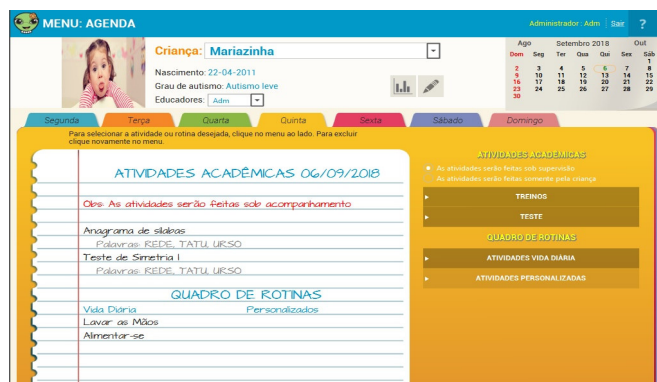 MENU: AGENDA
Administrador: Adm | Sair ?
Criança: Mariazinha
Nascimento: 22-04-2011
Grau de autismo: Autismo leve
Educadores: Adm
Ago Setembro 2018 Out
Dom Seg Ter Qua Qui Sex Sáb
1
2 3 4 5 6 7 8
9 10 11 12 13 14 15
16 17 18 19 20 21 22
23 24 25 26 27 28 29
30
Segunda Terça Quarta Quinta Sexta Sábado Domingo
Para selecionar a atividade ou rotina desejada, clique no menu ao lado. Para excluir
clique novamente no menu.
ATIVIDADES ACADÊMICAS 06/09/2018
Obs: As atividades serão feitas sob acompanhamento
Anagrama de sílabas
Palavras: REDE, TATU, URSO
Teste de Simetria I
Palavras: REDE, TATU, URSO
QUADRO DE ROTINAS
Vida Diária Personalizados
Lavar as Mãos
Alimentar-se
ATIVIDADES ACADÊMICAS
As atividades serão feitas sob supervisão
As atividades serão feitas somente pela criança
TREINOS
TESTE
QUADRO DE ROTINAS
ATIVIDADES VIDA DIÁRIA
ATIVIDADES PERSONALIZADAS